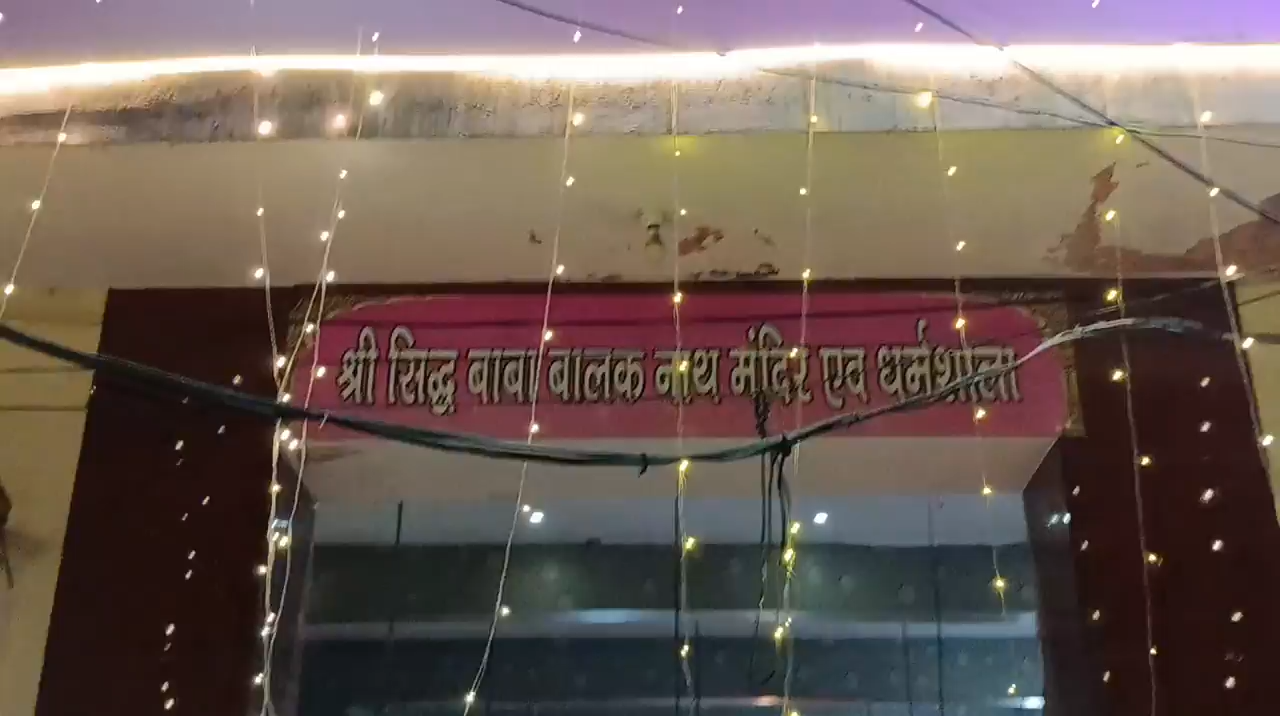 श्री सिद्ध बाबा बालक नाथ मंदिर एव धर्मशाला